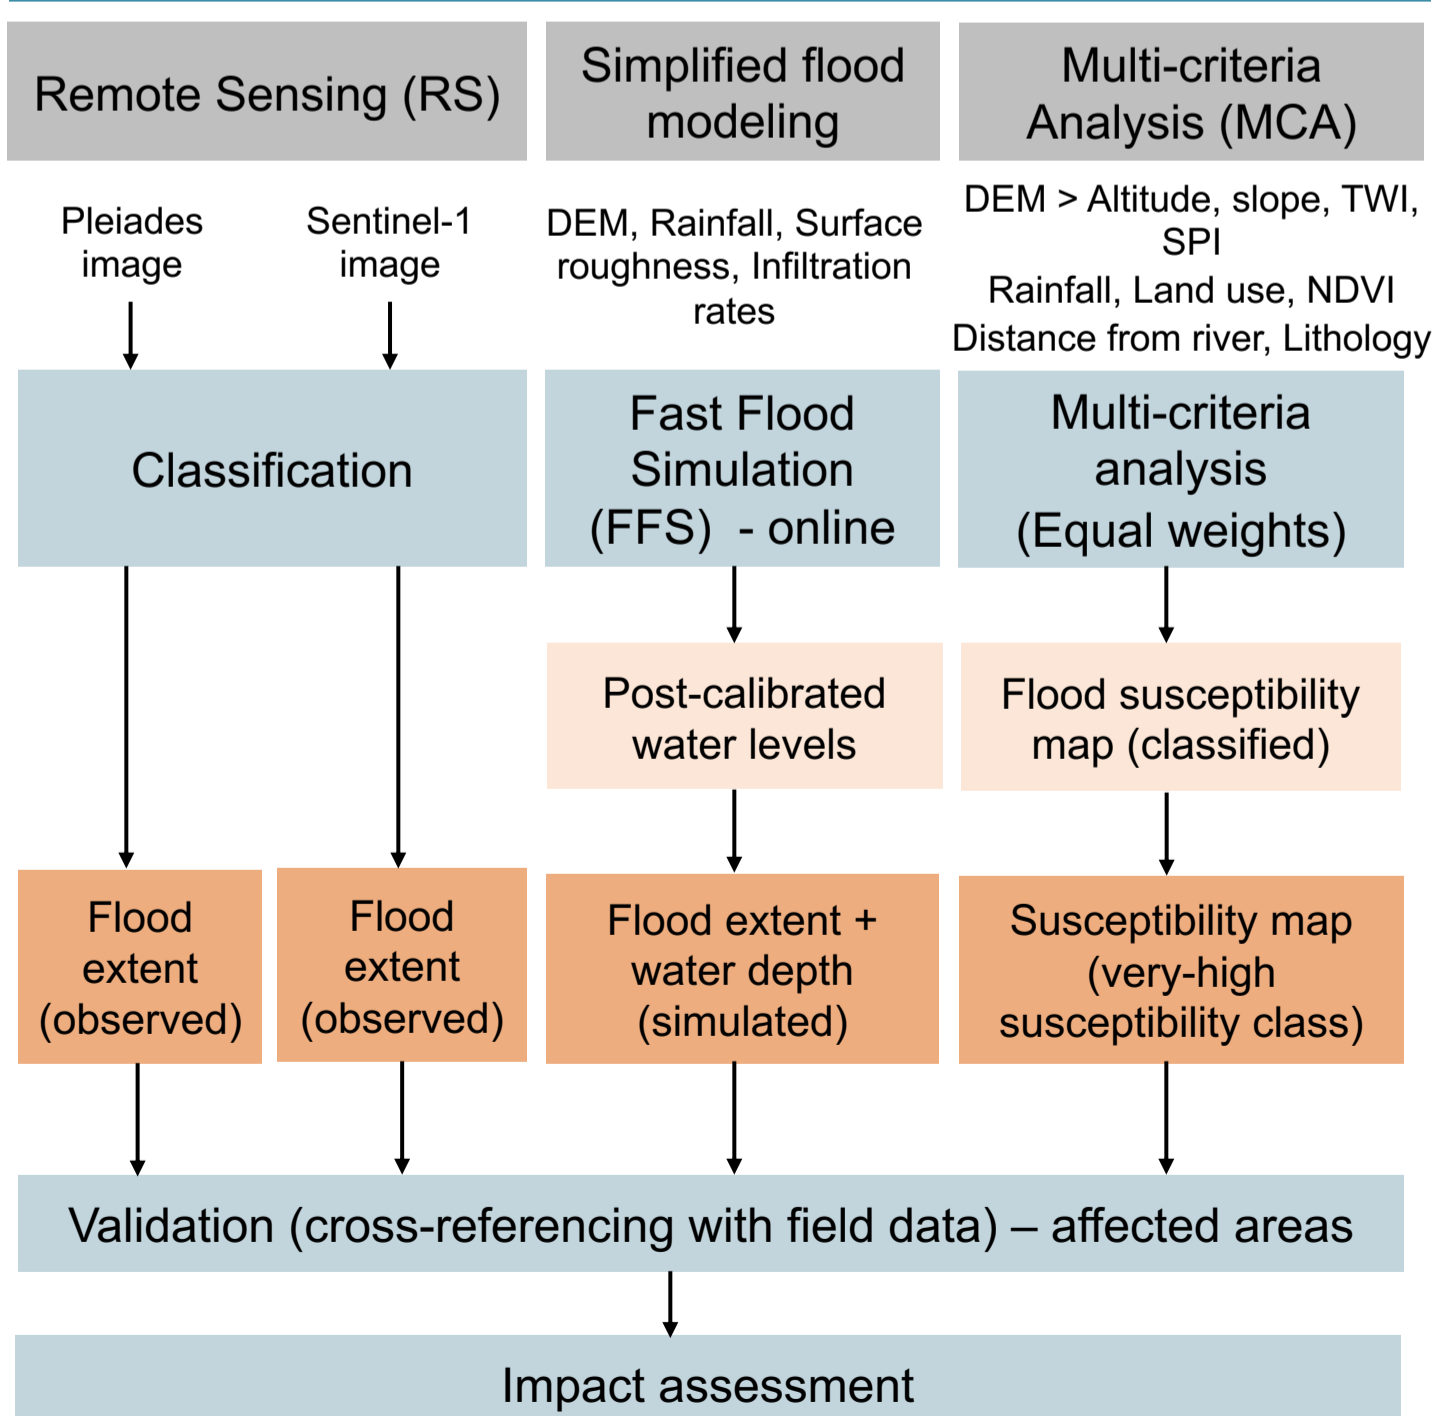 Remote Sensing (RS)
Simplified flood
modeling
Multi-criteria
Analysis (MCA)
Pleiades
image
Sentinel-1
image
DEM, Rainfall, Surface
roughness, Infiltration
rates
DEM > Altitude, slope, TWI,
SPI
Rainfall, Land use, NDVI
Distance from river, Lithology
Classification
Fast Flood
Simulation
(FFS)  - online
Multi-criteria
analysis
(Equal weights)
Post-calibrated
water levels
Flood susceptibility
map (classified)
Flood
extent
(observed)
Flood
extent
(observed)
Flood extent +
water depth
(simulated)
Susceptibility map
(very-high
susceptibility class)
Validation (cross-referencing with field data) – affected areas
Impact assessment